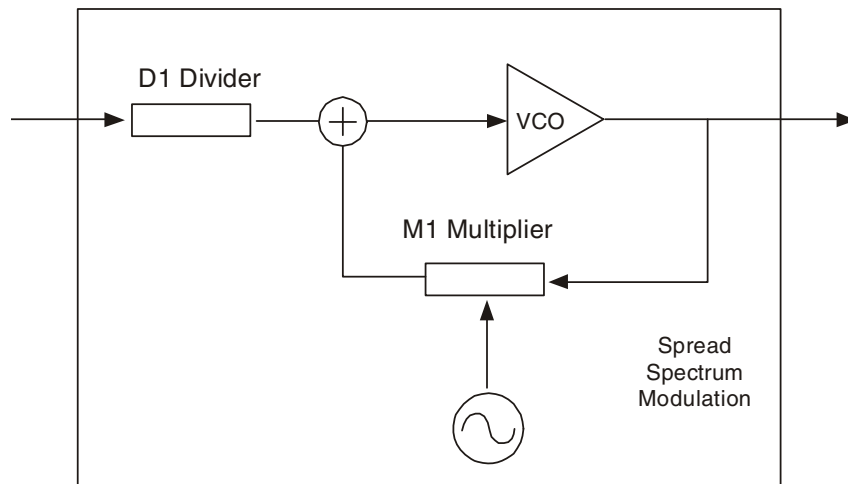 D1 Divider
VCO
M1 Multiplier
Spread
Spectrum
Modulation